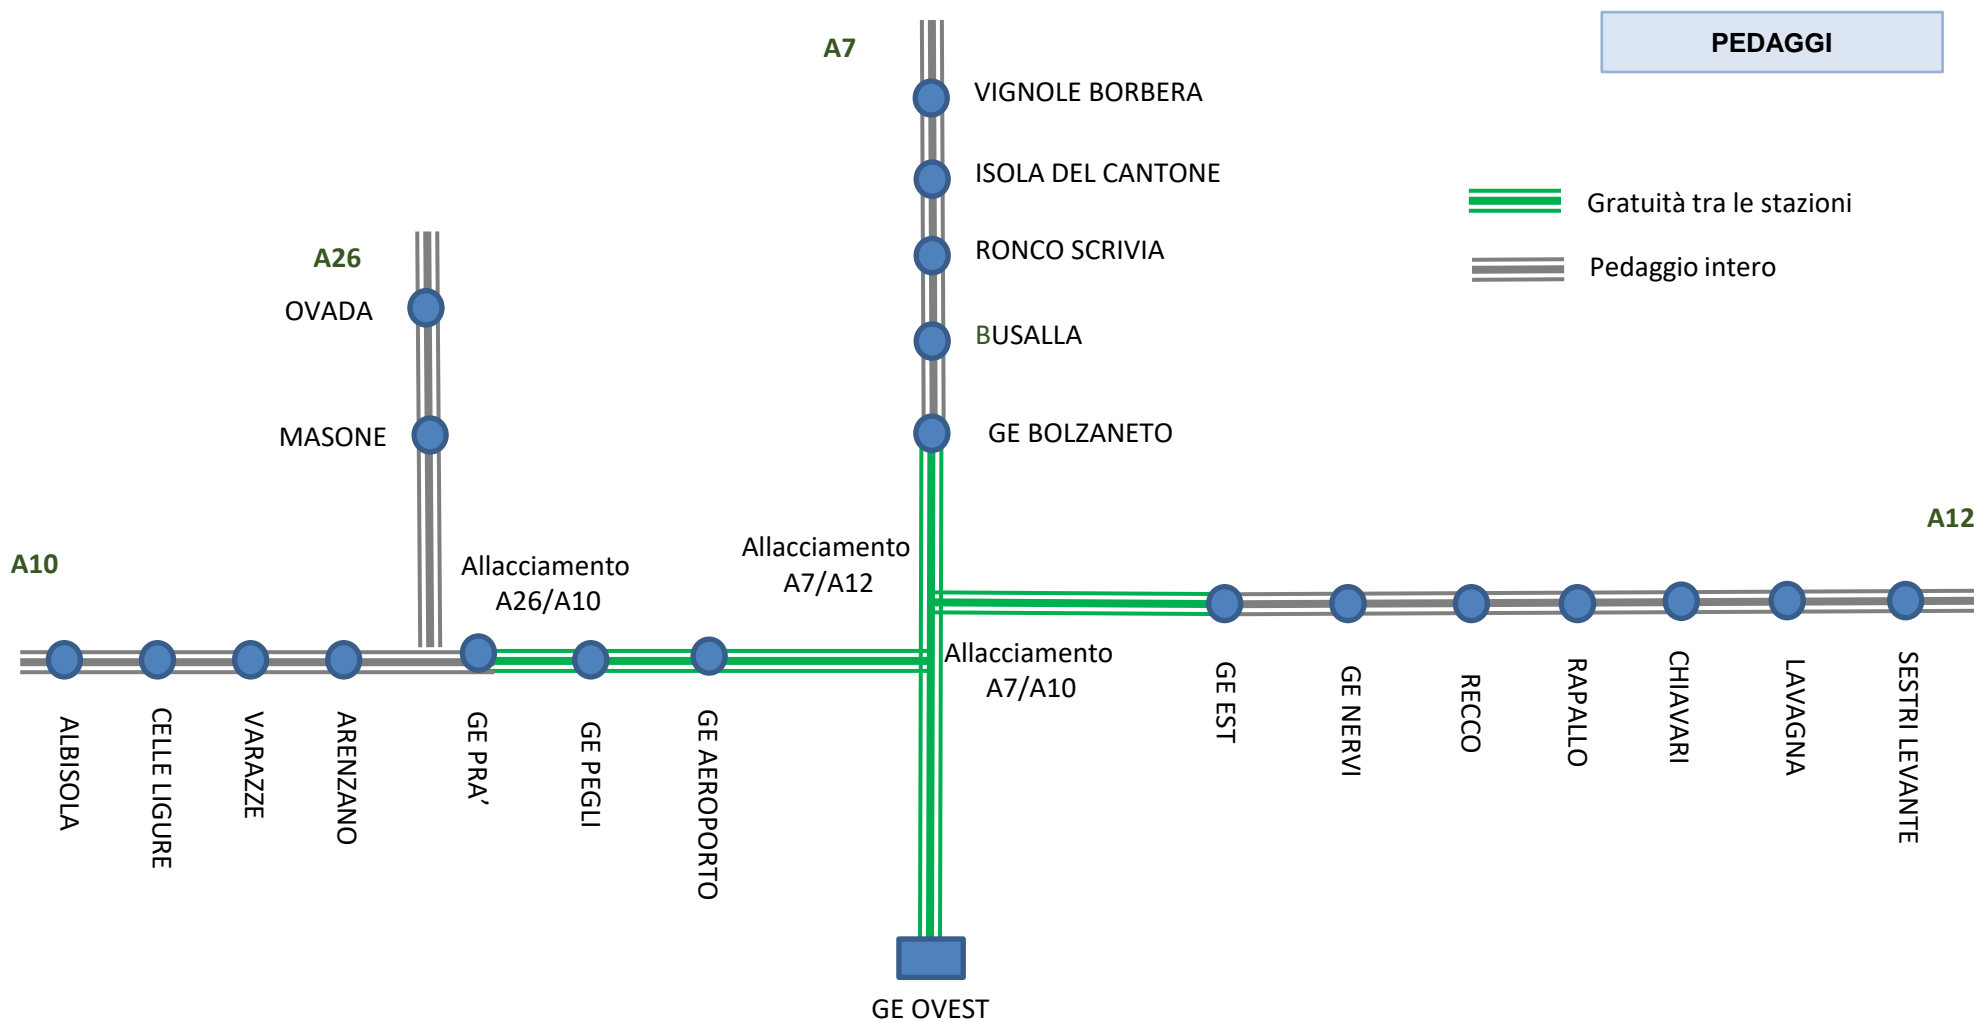 PEDAGGI
A7
VIGNOLE BORBERA
ISOLA DEL CANTONE
Gratuità tra le stazioni
RONCO SCRIVIA
A26
Pedaggio intero
OVADA
BUSALLA
MASONE
GE BOLZANETO
A12
A10
Allacciamento
A26/A10
Allacciamento
A7/A12
Allacciamento
A7/A10
ALBISOLA
CELLE LIGURE
VARAZZE
ARENZANO
GE PRA’
GE PEGLI
GE AEROPORTO
GE EST
GE NERVI
RECCO
RAPALLO
CHIAVARI
LAVAGNA
SESTRI LEVANTE
GE OVEST